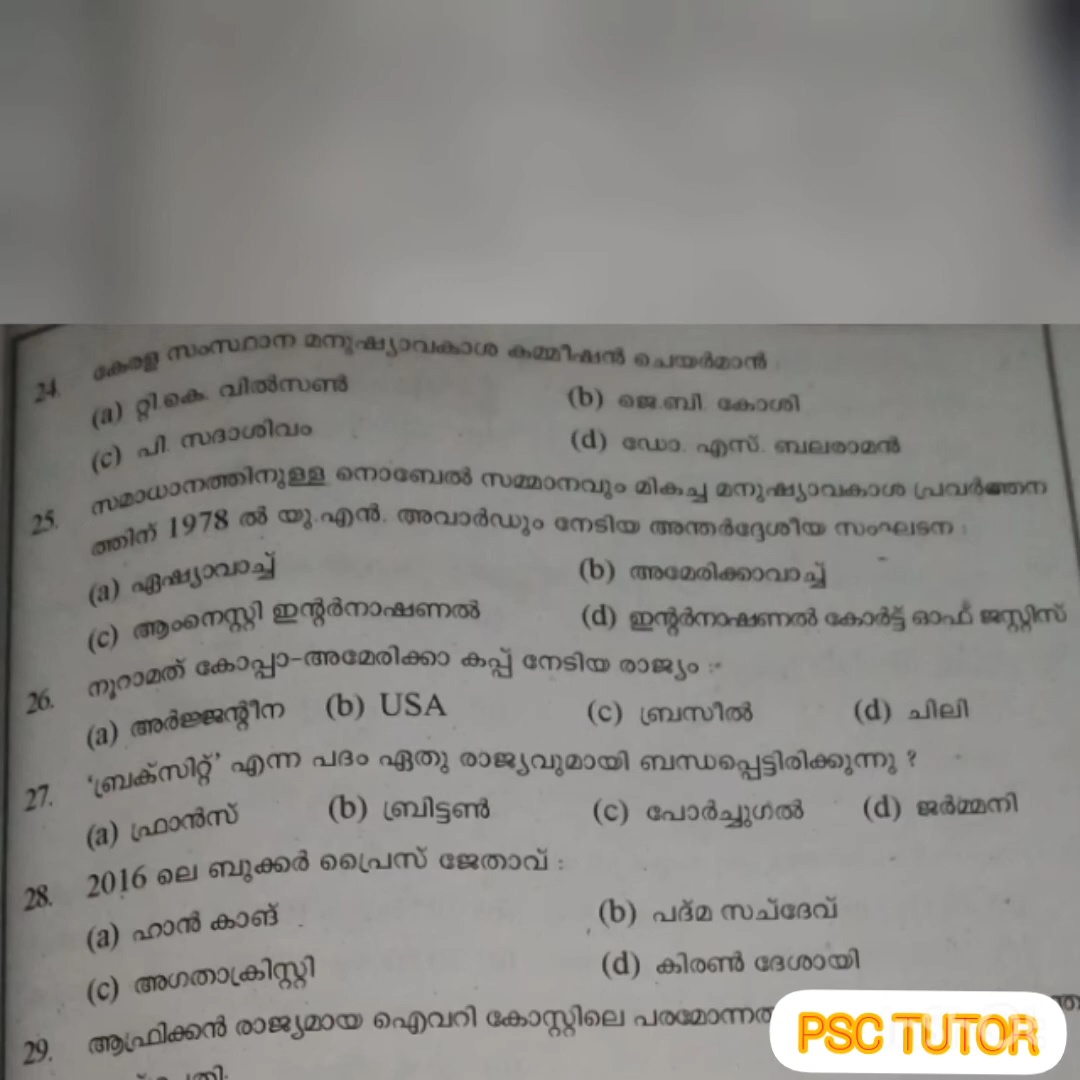 24. കേരള സംസ്ഥാന മനുഷ്യാവകാശ കമ്മീഷൻ ചെയർമാൻ :
(a) റ്റി.കെ. വിൽസൺ (b) ജെ.ബി. കോശി
(c) പി. സദാശിവം (d) ഡോ. എസ്. ബലരാമൻ
25. സമാധാനത്തിനുള്ള നൊബേൽ സമ്മാനവും മികച്ച മനുഷ്യാവകാശ പ്രവർത്തന
ത്തിന് 1978 ൽ യു.എൻ. അവാർഡും നേടിയ അന്തർദ്ദേശീയ സംഘടന :
(a) ഏഷ്യാവാച്ച് (b) അമേരിക്കാവാച്ച്
(c) ആംനെസ്റ്റി ഇന്റർനാഷണൽ (d) ഇന്റർനാഷണൽ കോർട്ട് ഓഫ് ജസ്റ്റിസ്
26. നൂറാമത് കോപ്പാ-അമേരിക്കാ കപ്പ് നേടിയ രാജ്യം :
(a) അർജ്ജന്റീന (b) USA (c) ബ്രസീൽ (d) ചിലി
27. ‘ബ്രക്സിറ്റ്’ എന്ന പദം ഏതു രാജ്യവുമായി ബന്ധപ്പെട്ടിരിക്കുന്നു ?
(a) ഫ്രാൻസ് (b) ബ്രിട്ടൺ (c) പോർച്ചുഗൽ (d) ജർമ്മനി
28. 2016 ലെ ബുക്കർ പ്രൈസ് ജേതാവ് :
(a) ഹാൻ കാങ് (b) പദ്മ സച്ദേവ്
(c) അഗതാക്രിസ്റ്റി (d) കിരൺ ദേശായി
29. ആഫ്രിക്കൻ രാജ്യമായ ഐവറി കോസ്റ്റിലെ
PSC TUTOR